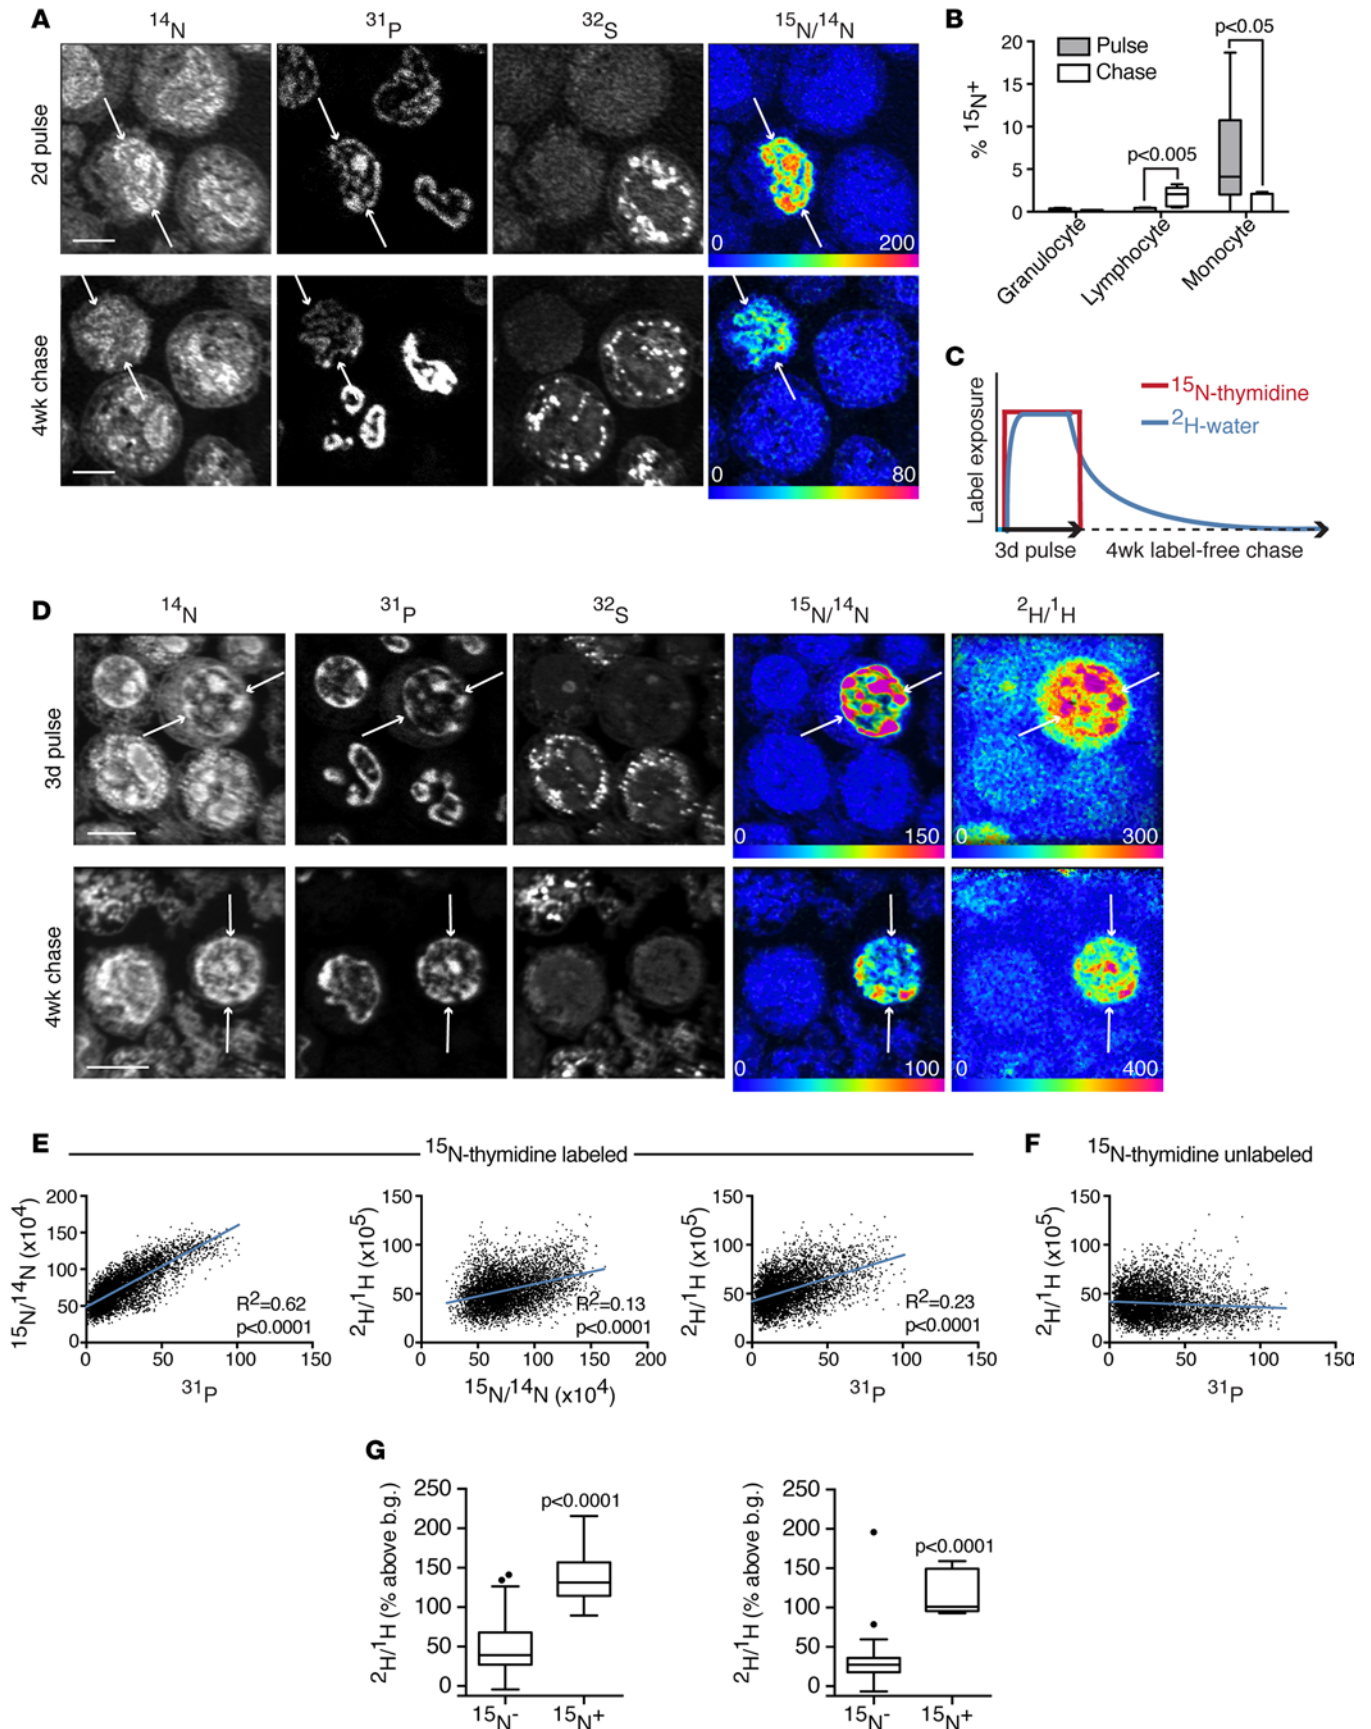 A
14N 31P 32S 15N/14N
2d pulse
0 200
4wk chase
0 80
B
% 15N+
20
15
10
5
0
Pulse
Chase
p<0.005
p<0.05
Granulocyte
Lymphocyte
Monocyte
C
Label exposure
15N-thymidine
2H-water
3d pulse
4wk label-free chase
D
14N 31P 32S 15N/14N 2H/1H
3d pulse
0 150
0 300
4wk chase
0 100
0 400
E
15N-thymidine labeled
15N/14N (x10^4)
200
150
100
50
0
R2=0.62
p<0.0001
0 50 100 150
31P
2H/1H (x10^5)
150
100
50
0
R2=0.13
p<0.0001
0 50 100 150 200
15N/14N (x10^4)
2H/1H (x10^5)
150
100
50
0
R2=0.23
p<0.0001
0 50 100 150
31P
F
15N-thymidine unlabeled
2H/1H (x10^5)
150
100
50
0
0 50 100 150
31P
G
2H/1H (% above b.g.)
250
200
150
100
50
0
p<0.0001
15N- 15N+
2H/1H (% above b.g.)
250
200
150
100
50
0
p<0.0001
15N- 15N+